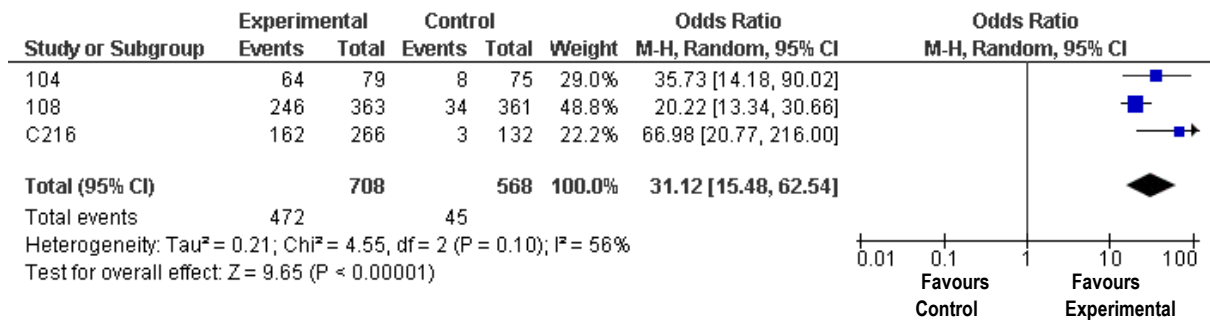 Experimental Control Odds Ratio Odds Ratio
Study or Subgroup Events Total Events Total Weight M-H, Random, 95% CI M-H, Random, 95% CI
104 64 79 8 75 29.0% 35.73 [14.18, 90.02]
108 246 363 34 361 48.8% 20.22 [13.34, 30.66]
C216 162 266 3 132 22.2% 66.98 [20.77, 216.00]
Total (95% CI) 708 568 100.0% 31.12 [15.48, 62.54]
Total events 472 45
Heterogeneity: Tau² = 0.21; Chi² = 4.55, df = 2 (P = 0.10); I² = 56%
Test for overall effect: Z = 9.65 (P < 0.00001)
0.01 0.1 1 10 100
Favours Favours
Control Experimental